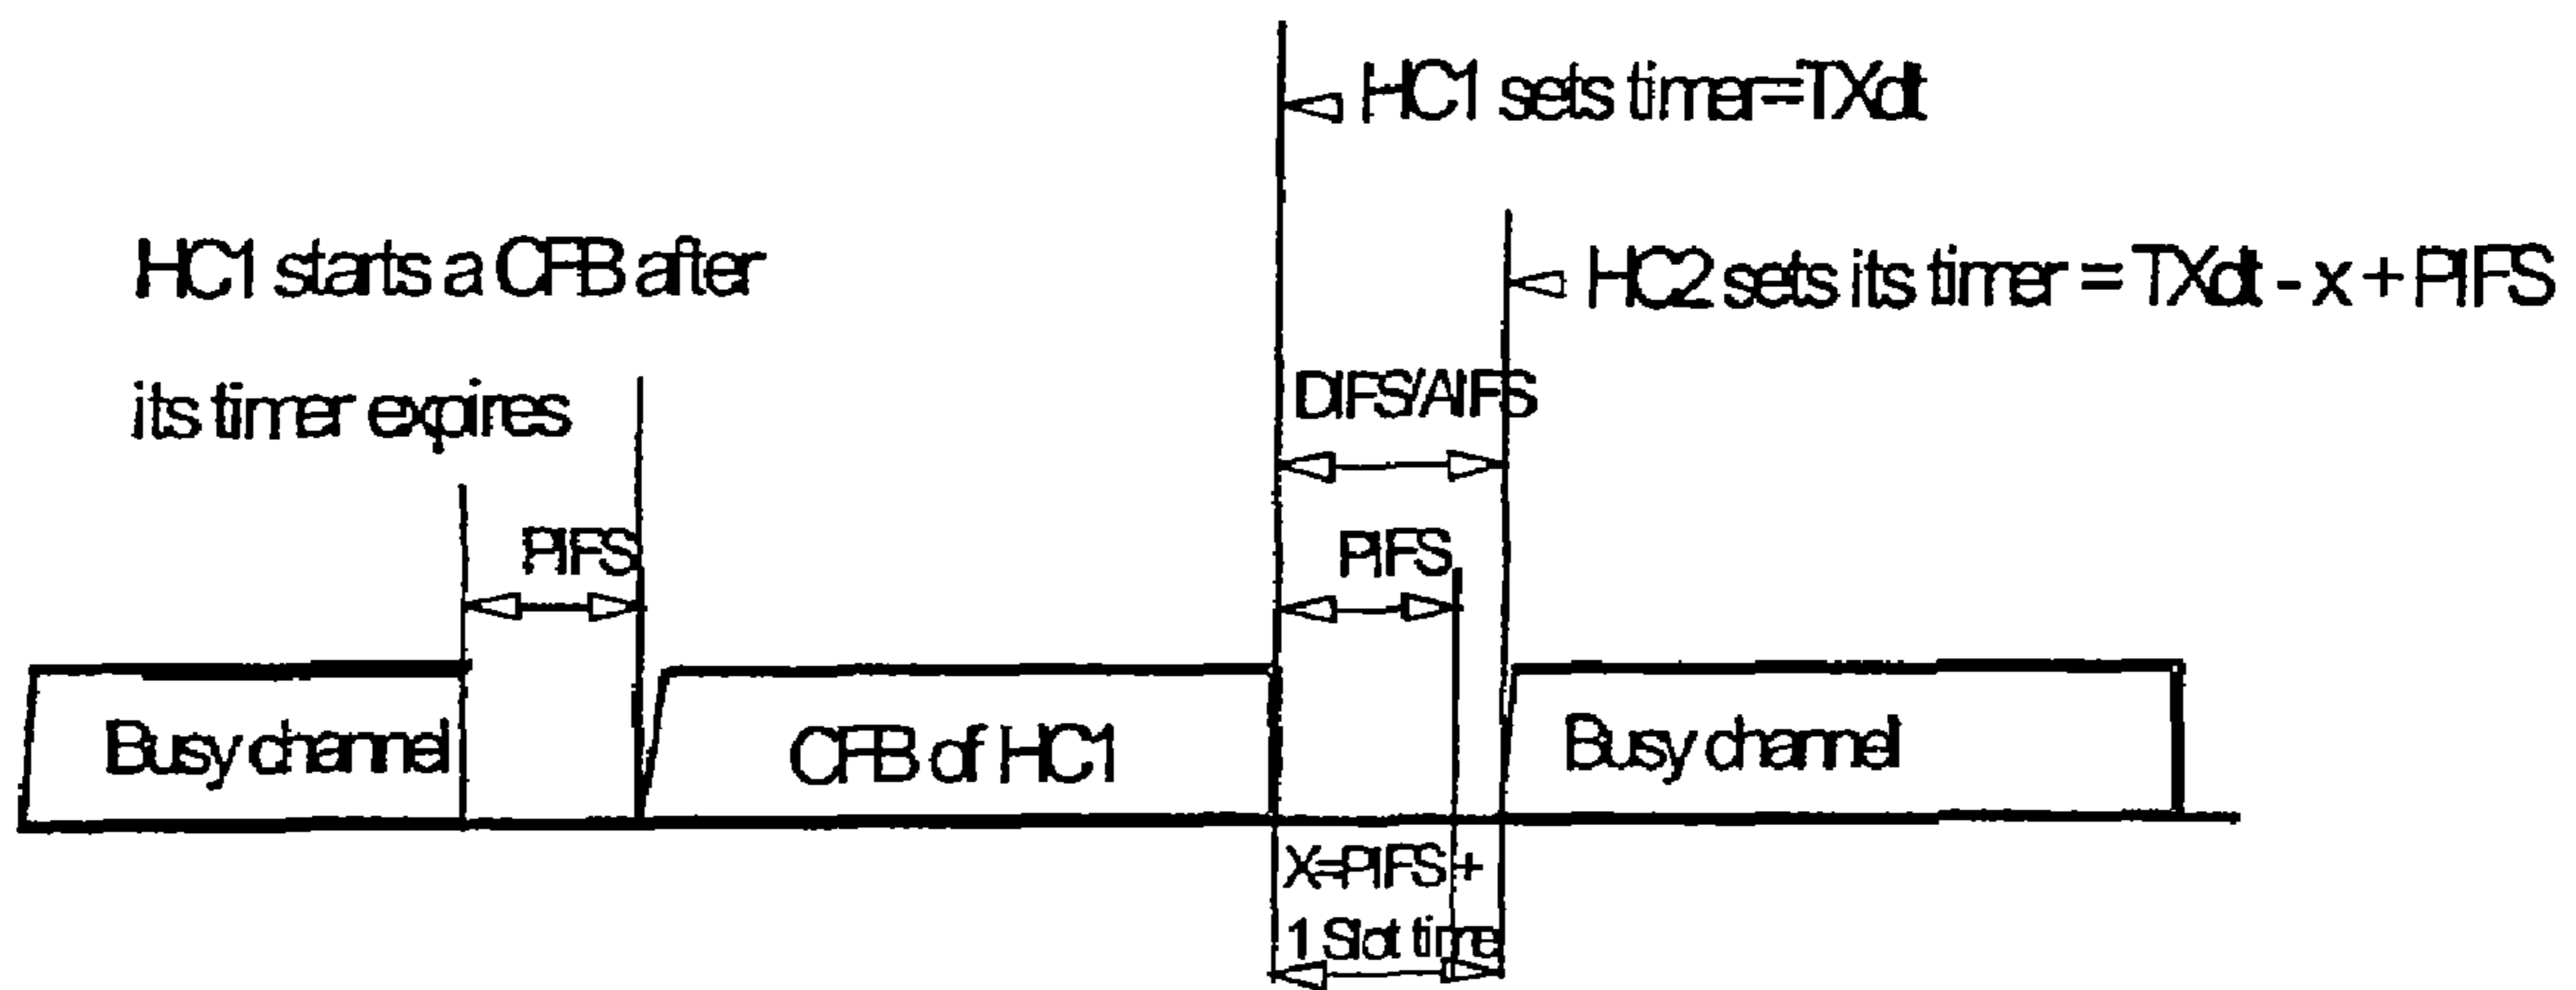 HC1 sets timer=TXdt
HC2 sets its timer = TXdt - x + PIFS
HC1 starts a CFB after
its timer expires
DIFS/AIFS
PIFS
PIFS
Busy channel
CFB of HC1
Busy channel
X=PIFS +
1 Slot time